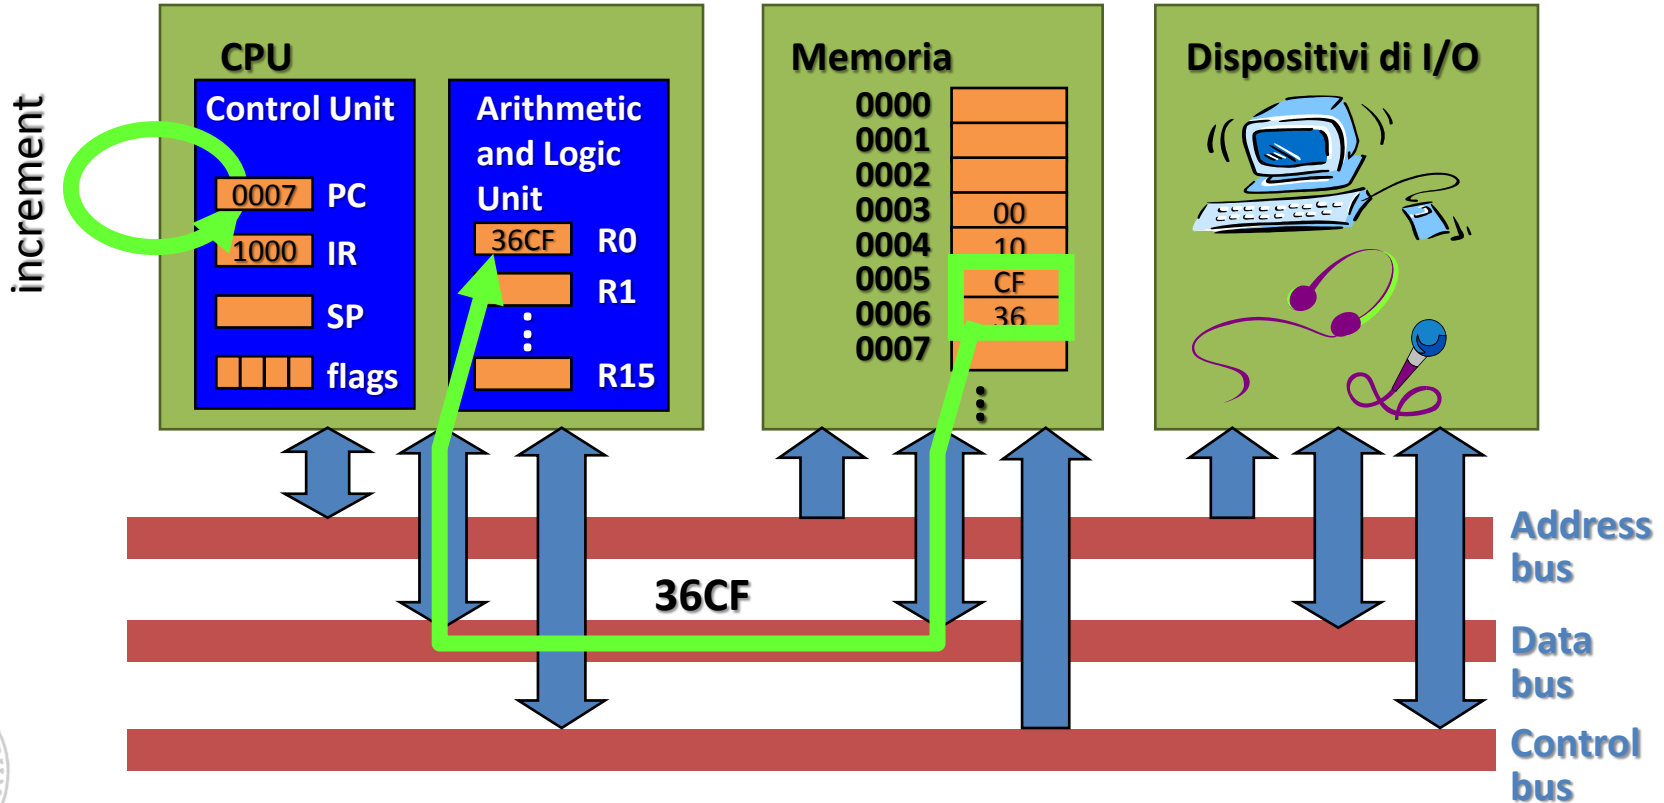 increment
CPU
Control Unit
0007 PC
1000 IR
SP
flags
Arithmetic
and Logic
Unit
36CF R0
R1
R15
Memoria
0000
0001
0002
0003 00
0004 10
0005 CF
0006 36
0007
Dispositivi di I/O
36CF
Address
bus
Data
bus
Control
bus